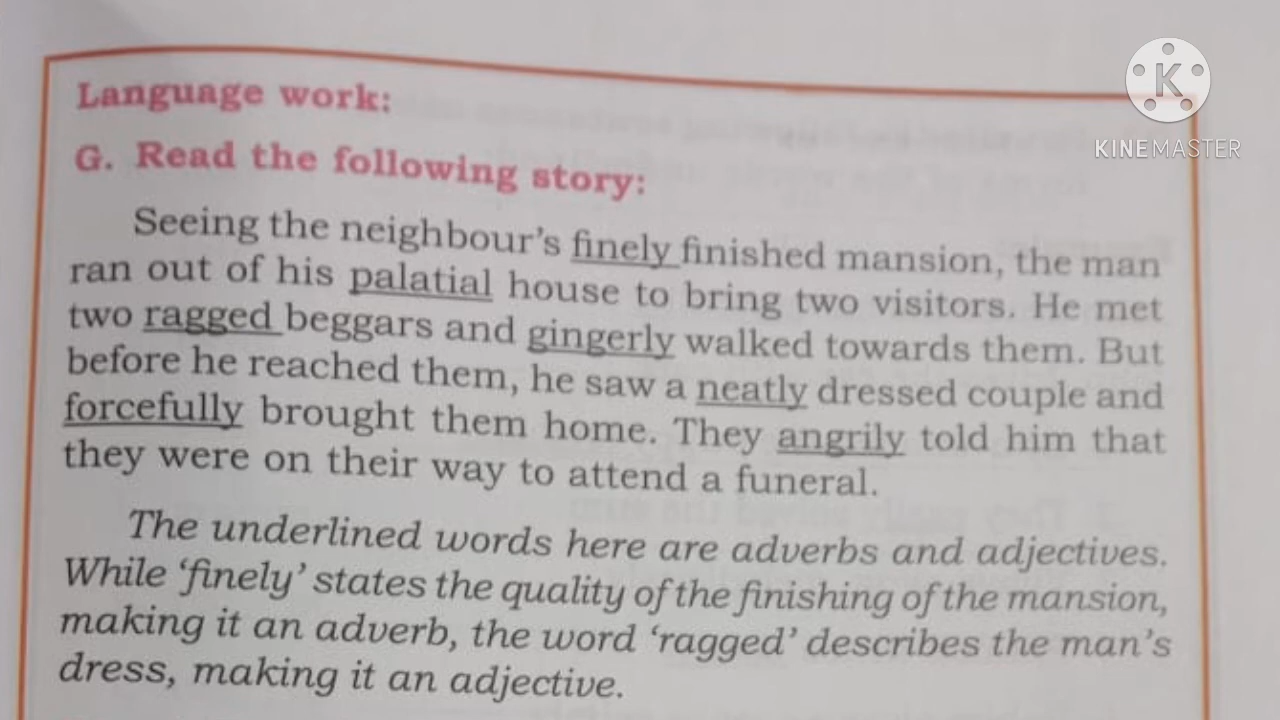 Language work:
G. Read the following story:
Seeing the neighbour's finely finished mansion, the man
ran out of his palatial house to bring two visitors. He met
two ragged beggars and gingerly walked towards them. But
before he reached them, he saw a neatly dressed couple and
forcefully brought them home. They angrily told him that
they were on their way to attend a funeral.
The underlined words here are adverbs and adjectives.
While 'finely' states the quality of the finishing of the mansion,
making it an adverb, the word 'ragged' describes the man's
dress, making it an adjective.
K
KINEMASTER